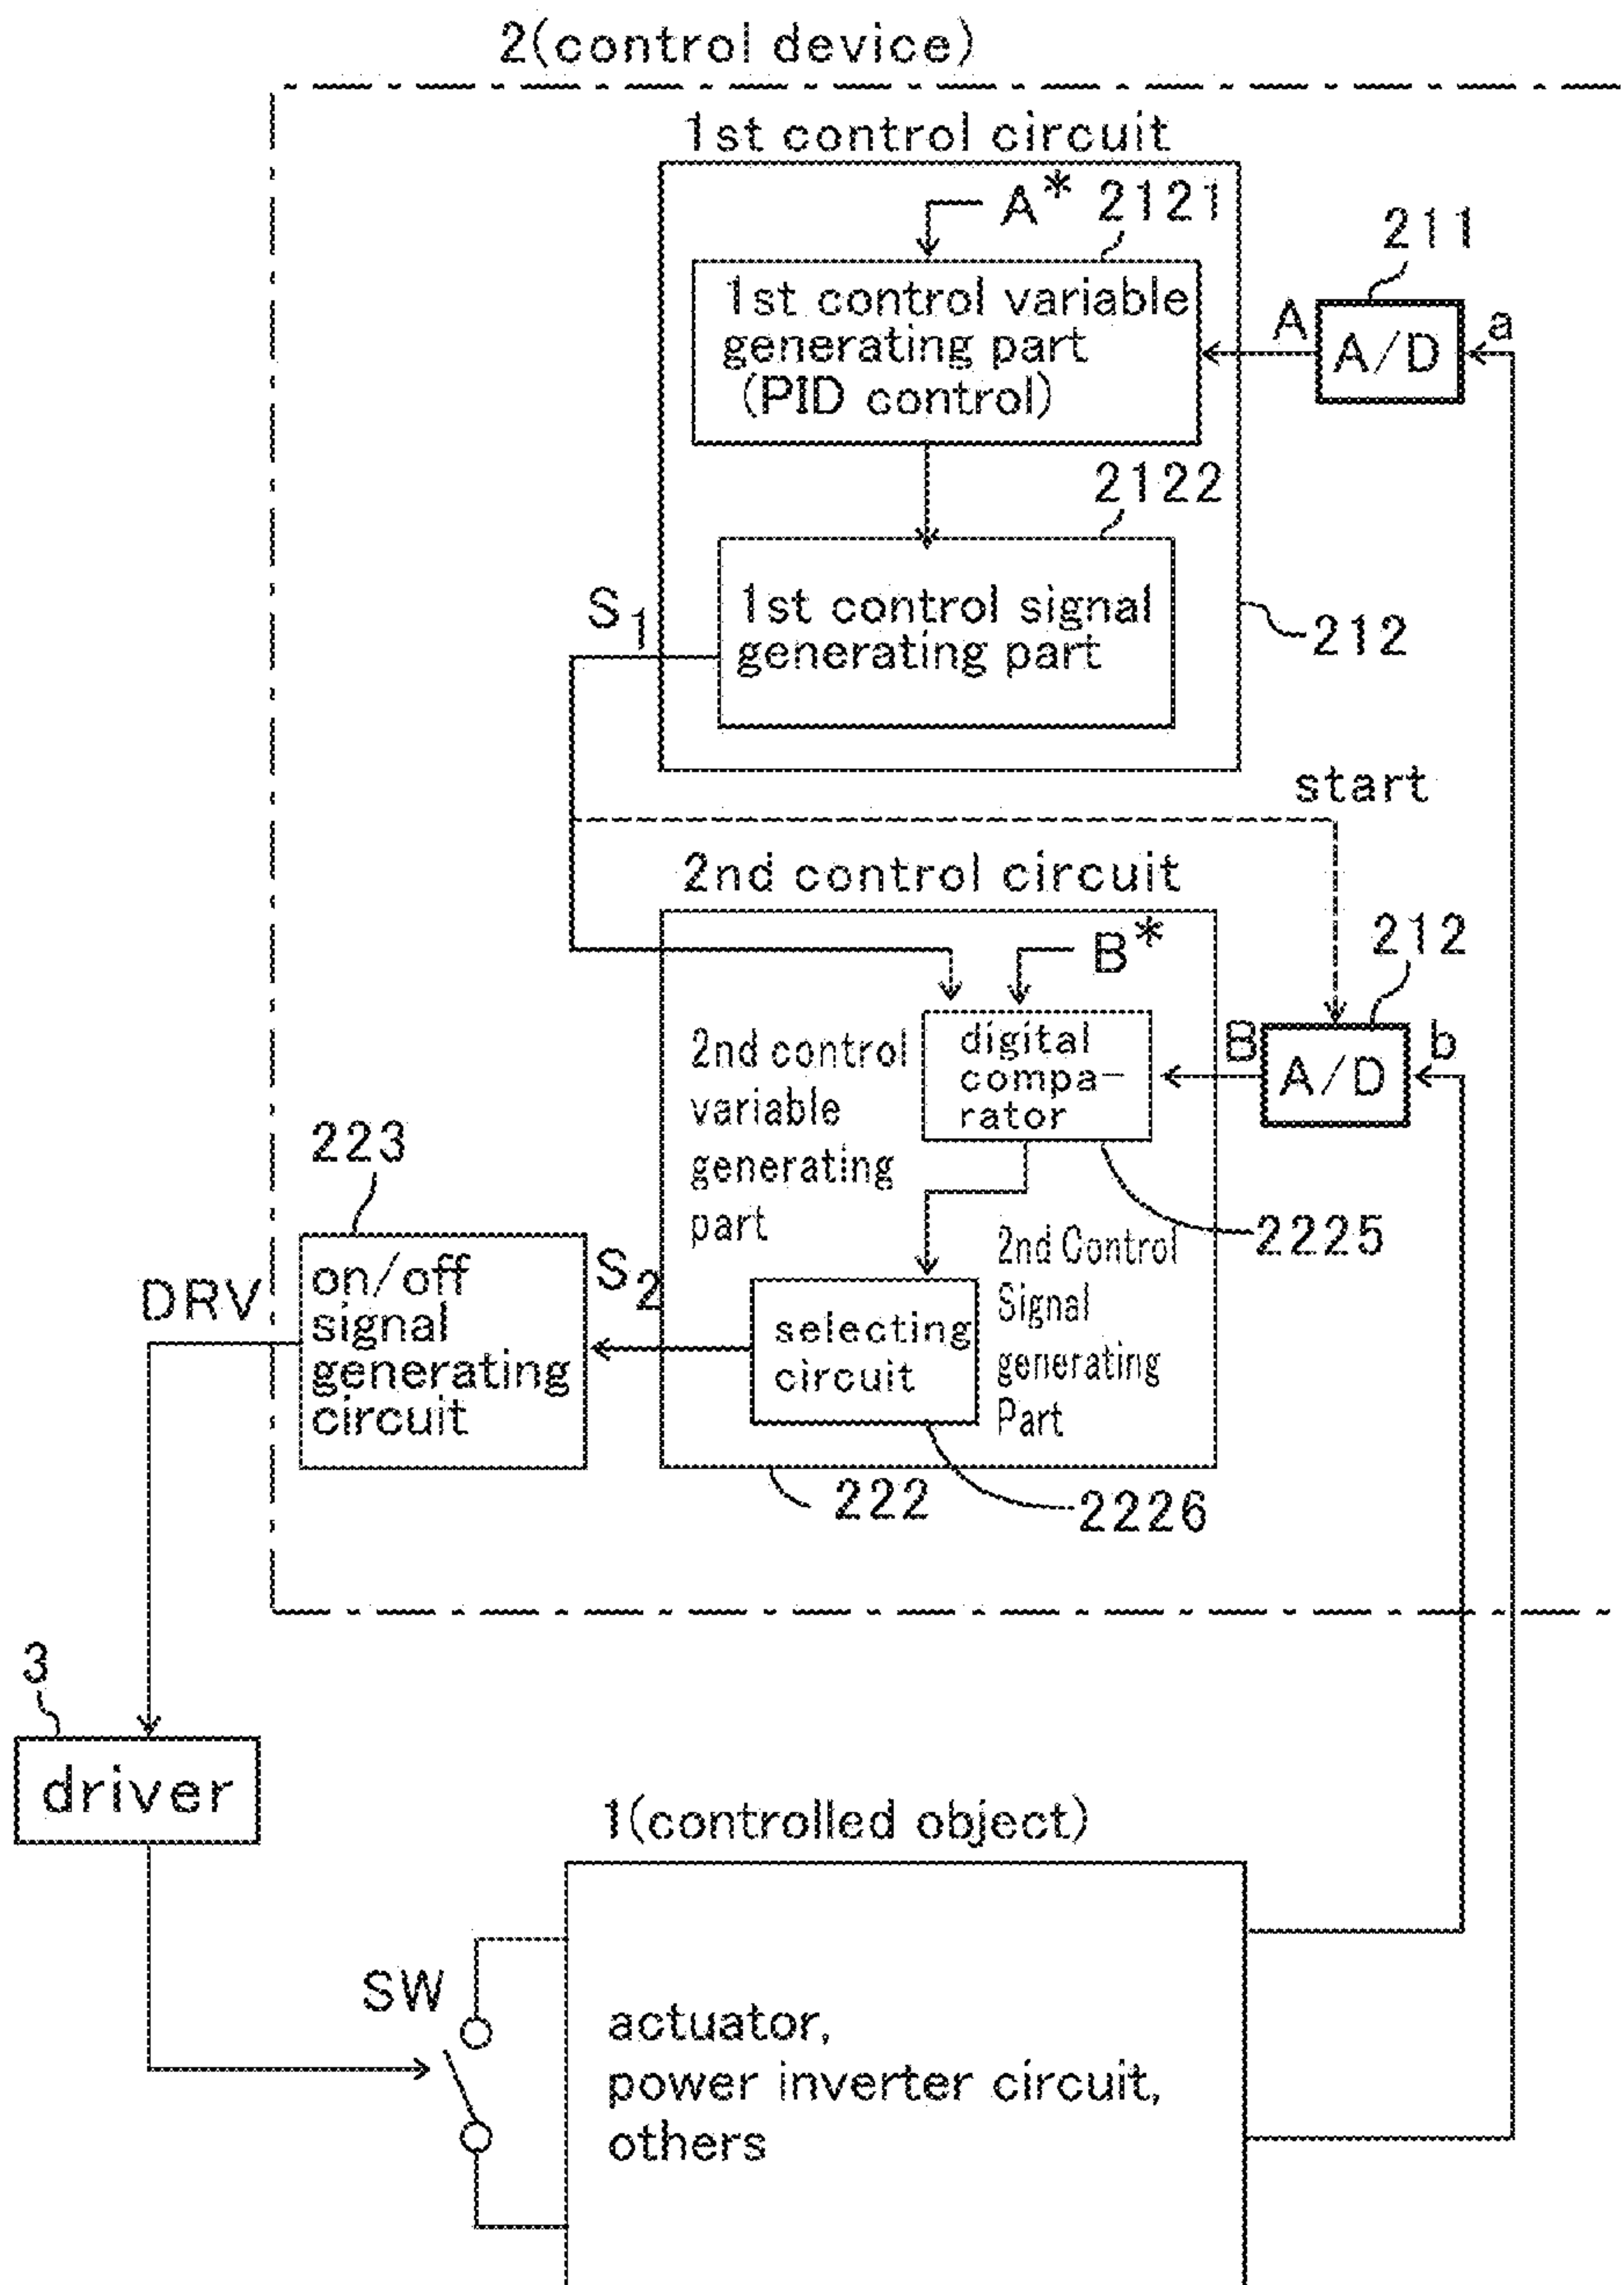 2(control device)
1st control circuit
A* 2121
211
1st control variable
generating part
(PID control)
A
A/D
a
2122
S1
1st control signal
generating part
212
start
2nd control circuit
B*
212
2nd control
variable
generating
part
digital
compa-
rator
B
A/D
b
223
2225
DRV
on/off
signal
generating
circuit
S2
selecting
circuit
2nd Control
Signal
generating
Part
222
2226
3
driver
1(controlled object)
SW
actuator,
power inverter circuit,
others